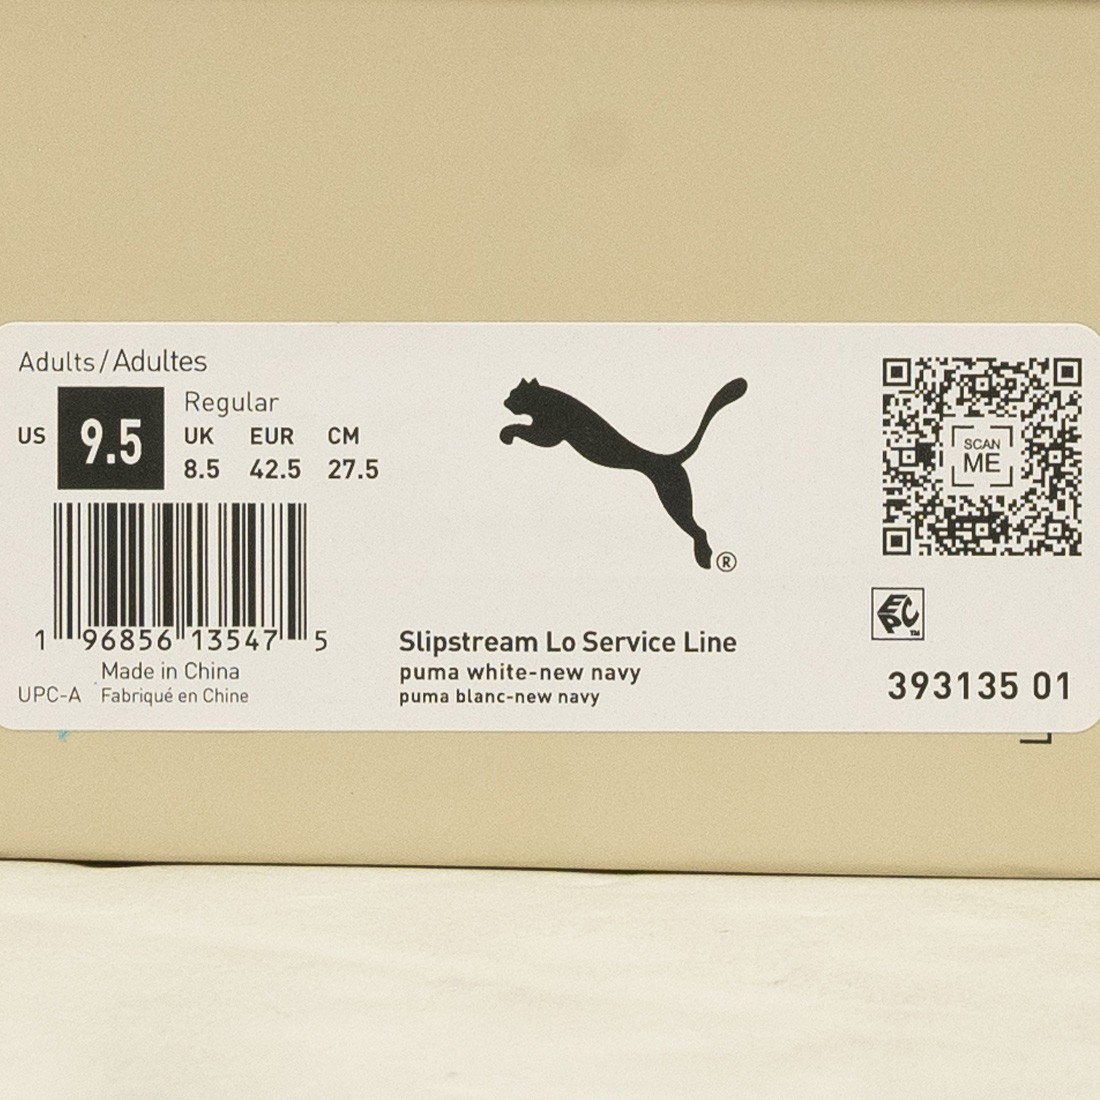 Adults/Adultes
US 9.5
Regular
UK EUR CM
8.5 42.5 27.5
1 96856 13547 5
Made in China
UPC-A Fabriqué en Chine
®
Slipstream Lo Service Line
puma white-new navy
puma blanc-new navy
SCAN
ME
EPC™
393135 01